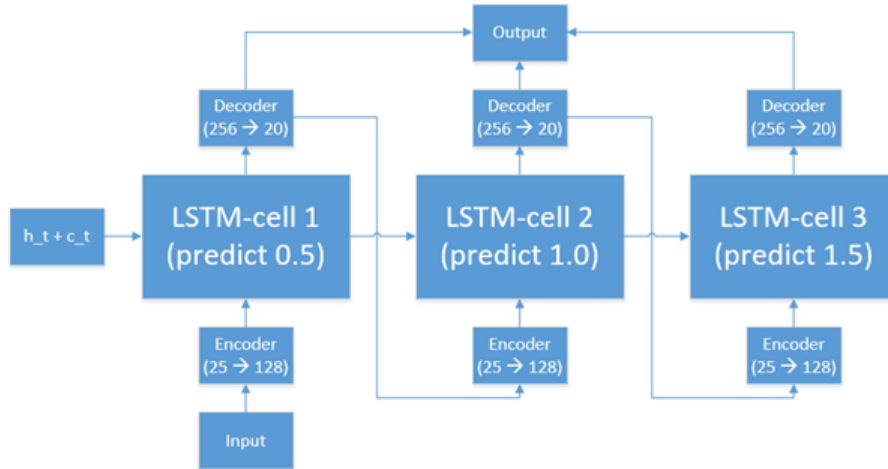 Output
Decoder
(256 → 20)
Decoder
(256 → 20)
Decoder
(256 → 20)
h_t + c_t
LSTM-cell 1
(predict 0.5)
LSTM-cell 2
(predict 1.0)
LSTM-cell 3
(predict 1.5)
Encoder
(25 → 128)
Encoder
(25 → 128)
Encoder
(25 → 128)
Input